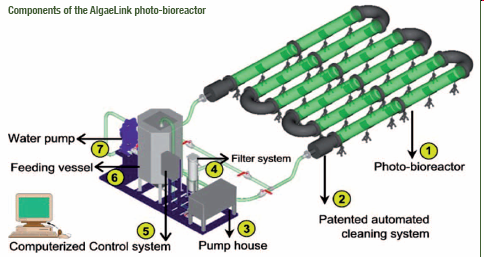 Components of the AlgaeLink photo-bioreactor
Water pump
7
Feeding vessel
6
Filter system
4
1
Photo-bioreactor
2
Patented automated
cleaning system
5
Computerized Control system
3
Pump house